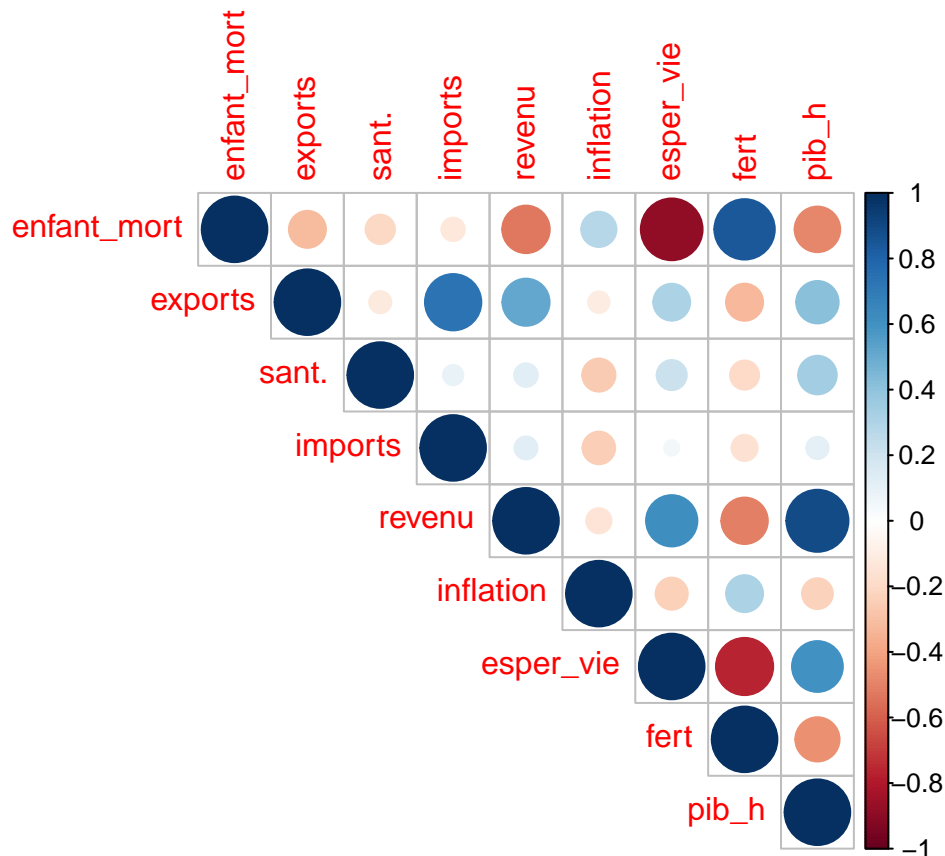 enfant_mort
exports
sant.
imports
revenu
inflation
esper_vie
fert
pib_h
enfant_mort
exports
sant.
imports
revenu
inflation
esper_vie
fert
pib_h
1
0.8
0.6
0.4
0.2
0
−0.2
−0.4
−0.6
−0.8
−1